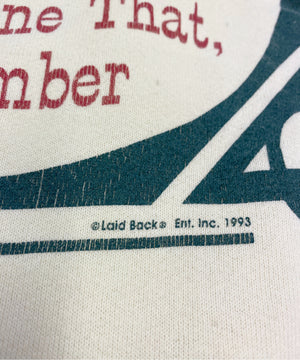 ne That,
mber
©Laid Back® Ent. Inc. 1993